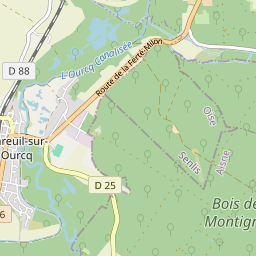 D 88
L'Ourcq Canalisée
Route de la Ferté-Milon
Oise
Senlis
Aisne
reuil-sur-
Ourcq
D 25
Bois de
Montign
6